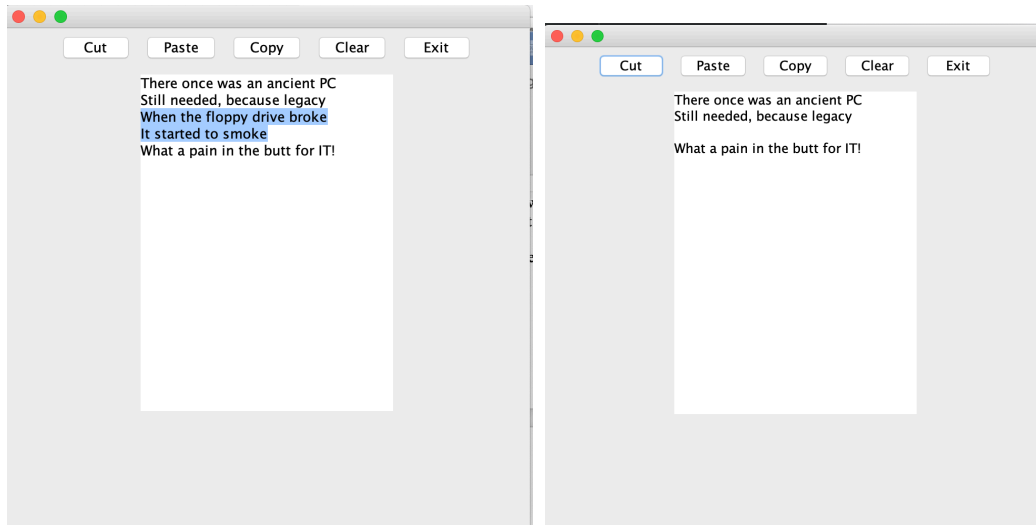 Cut Paste Copy Clear Exit
There once was an ancient PC
Still needed, because legacy
When the floppy drive broke
It started to smoke
What a pain in the butt for IT!
Cut Paste Copy Clear Exit
There once was an ancient PC
Still needed, because legacy
What a pain in the butt for IT!